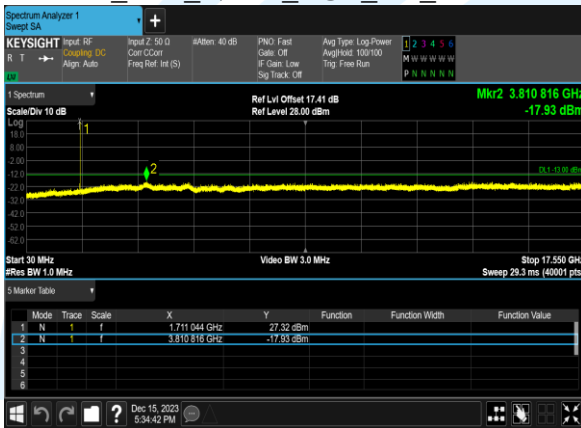 Spectrum Analyzer 1
Swept SA
KEYSIGHT Input: RF Input Z: 50 Ω #Atten: 40 dB PNO: Fast Avg Type: Log-Power 1 2 3 4 5 6
R T Coupling: DC Corr CCorr Gate: Off Avg|Hold: 100/100 M W W W W W
Align: Auto Freq Ref: Int (S) IF Gain: Low Trig: Free Run
LV Sig Track: Off P N N N N N
1 Spectrum Ref Lvl Offset 17.41 dB Mkr2 3.810 816 GHz
Scale/Div 10 dB Ref Level 28.00 dBm -17.93 dBm
Log
18.0
8.00
-2.00
-12.0
-22.0
-32.0
-42.0
-52.0
-62.0
1
2
DL1 -13.00 dBm
Start 30 MHz Video BW 3.0 MHz Stop 17.550 GHz
#Res BW 1.0 MHz Sweep 29.3 ms (40001 pts)
5 Marker Table
Mode Trace Scale X Y Function Function Width Function Value
1 N 1 f 1.711 044 GHz 27.32 dBm
2 N 1 f 3.810 816 GHz -17.93 dBm
3
4
5
6
? Dec 15, 2023
5:34:42 PM